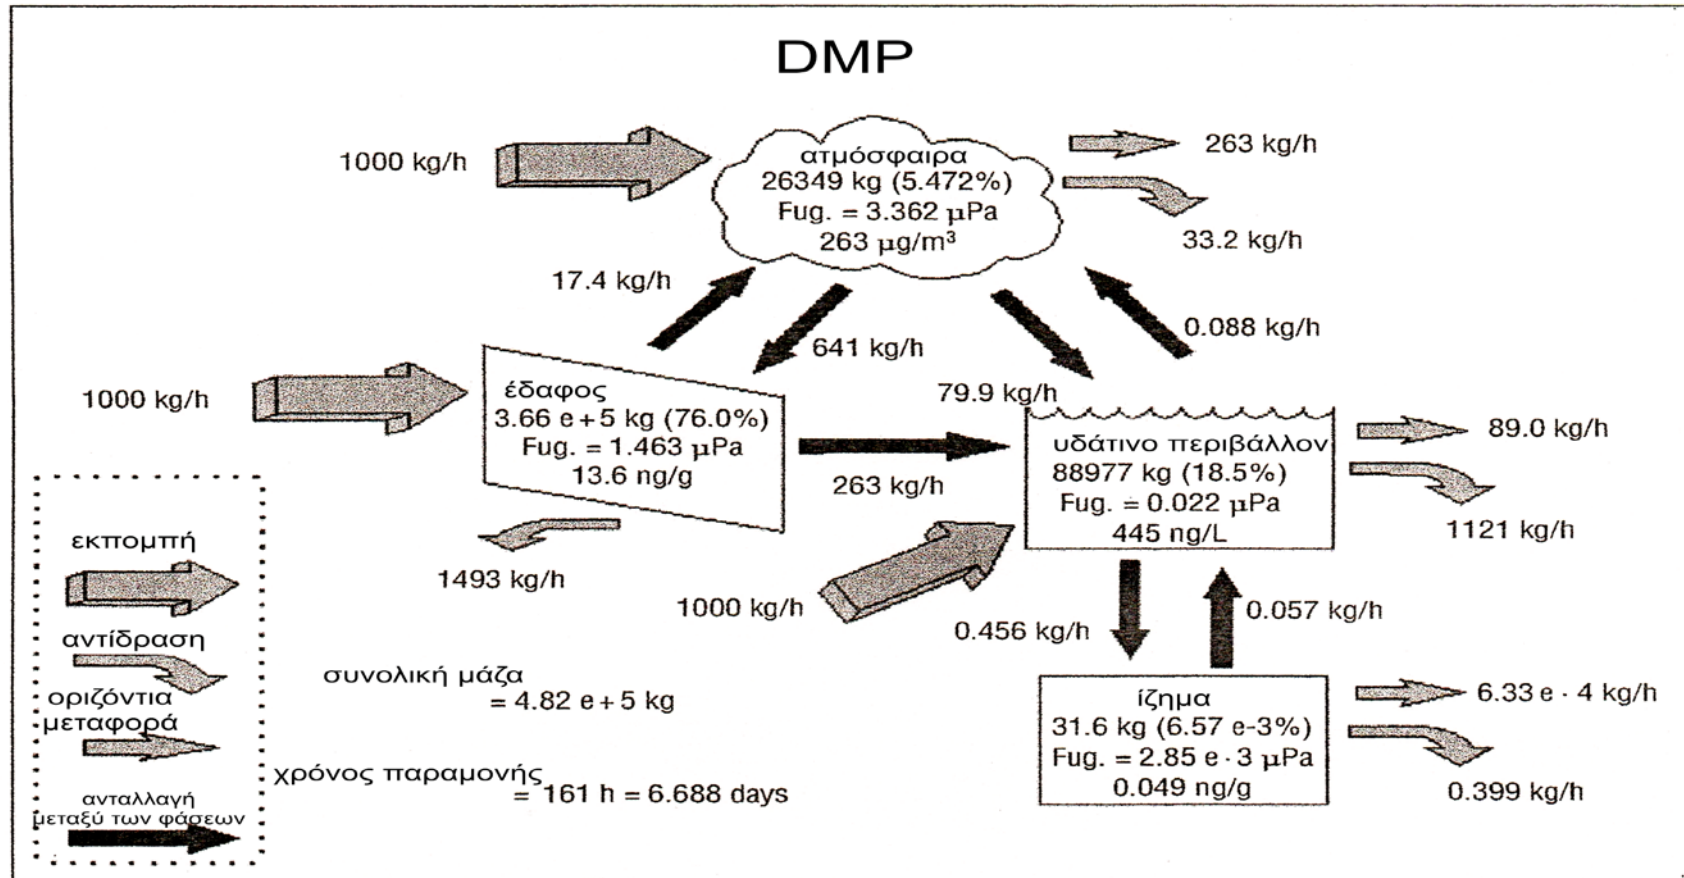 DMP
1000 kg/h
ατμόσφαιρα
26349 kg (5.472%)
Fug. = 3.362 μPa
263 μg/m³
263 kg/h
33.2 kg/h
17.4 kg/h
641 kg/h
79.9 kg/h
0.088 kg/h
1000 kg/h
έδαφος
3.66 e+5 kg (76.0%)
Fug. = 1.463 μPa
13.6 ng/g
263 kg/h
1493 kg/h
1000 kg/h
υδάτινο περιβάλλον
88977 kg (18.5%)
Fug. = 0.022 μPa
445 ng/L
89.0 kg/h
1121 kg/h
0.456 kg/h
0.057 kg/h
ίζημα
31.6 kg (6.57 e-3%)
Fug. = 2.85 e · 3 μPa
0.049 ng/g
6.33 e · 4 kg/h
0.399 kg/h
εκπομπή
αντίδραση
οριζόντια
μεταφορά
ανταλλαγή
μεταξύ των φάσεων
συνολική μάζα
= 4.82 e+5 kg
χρόνος παραμονής
= 161 h = 6.688 days